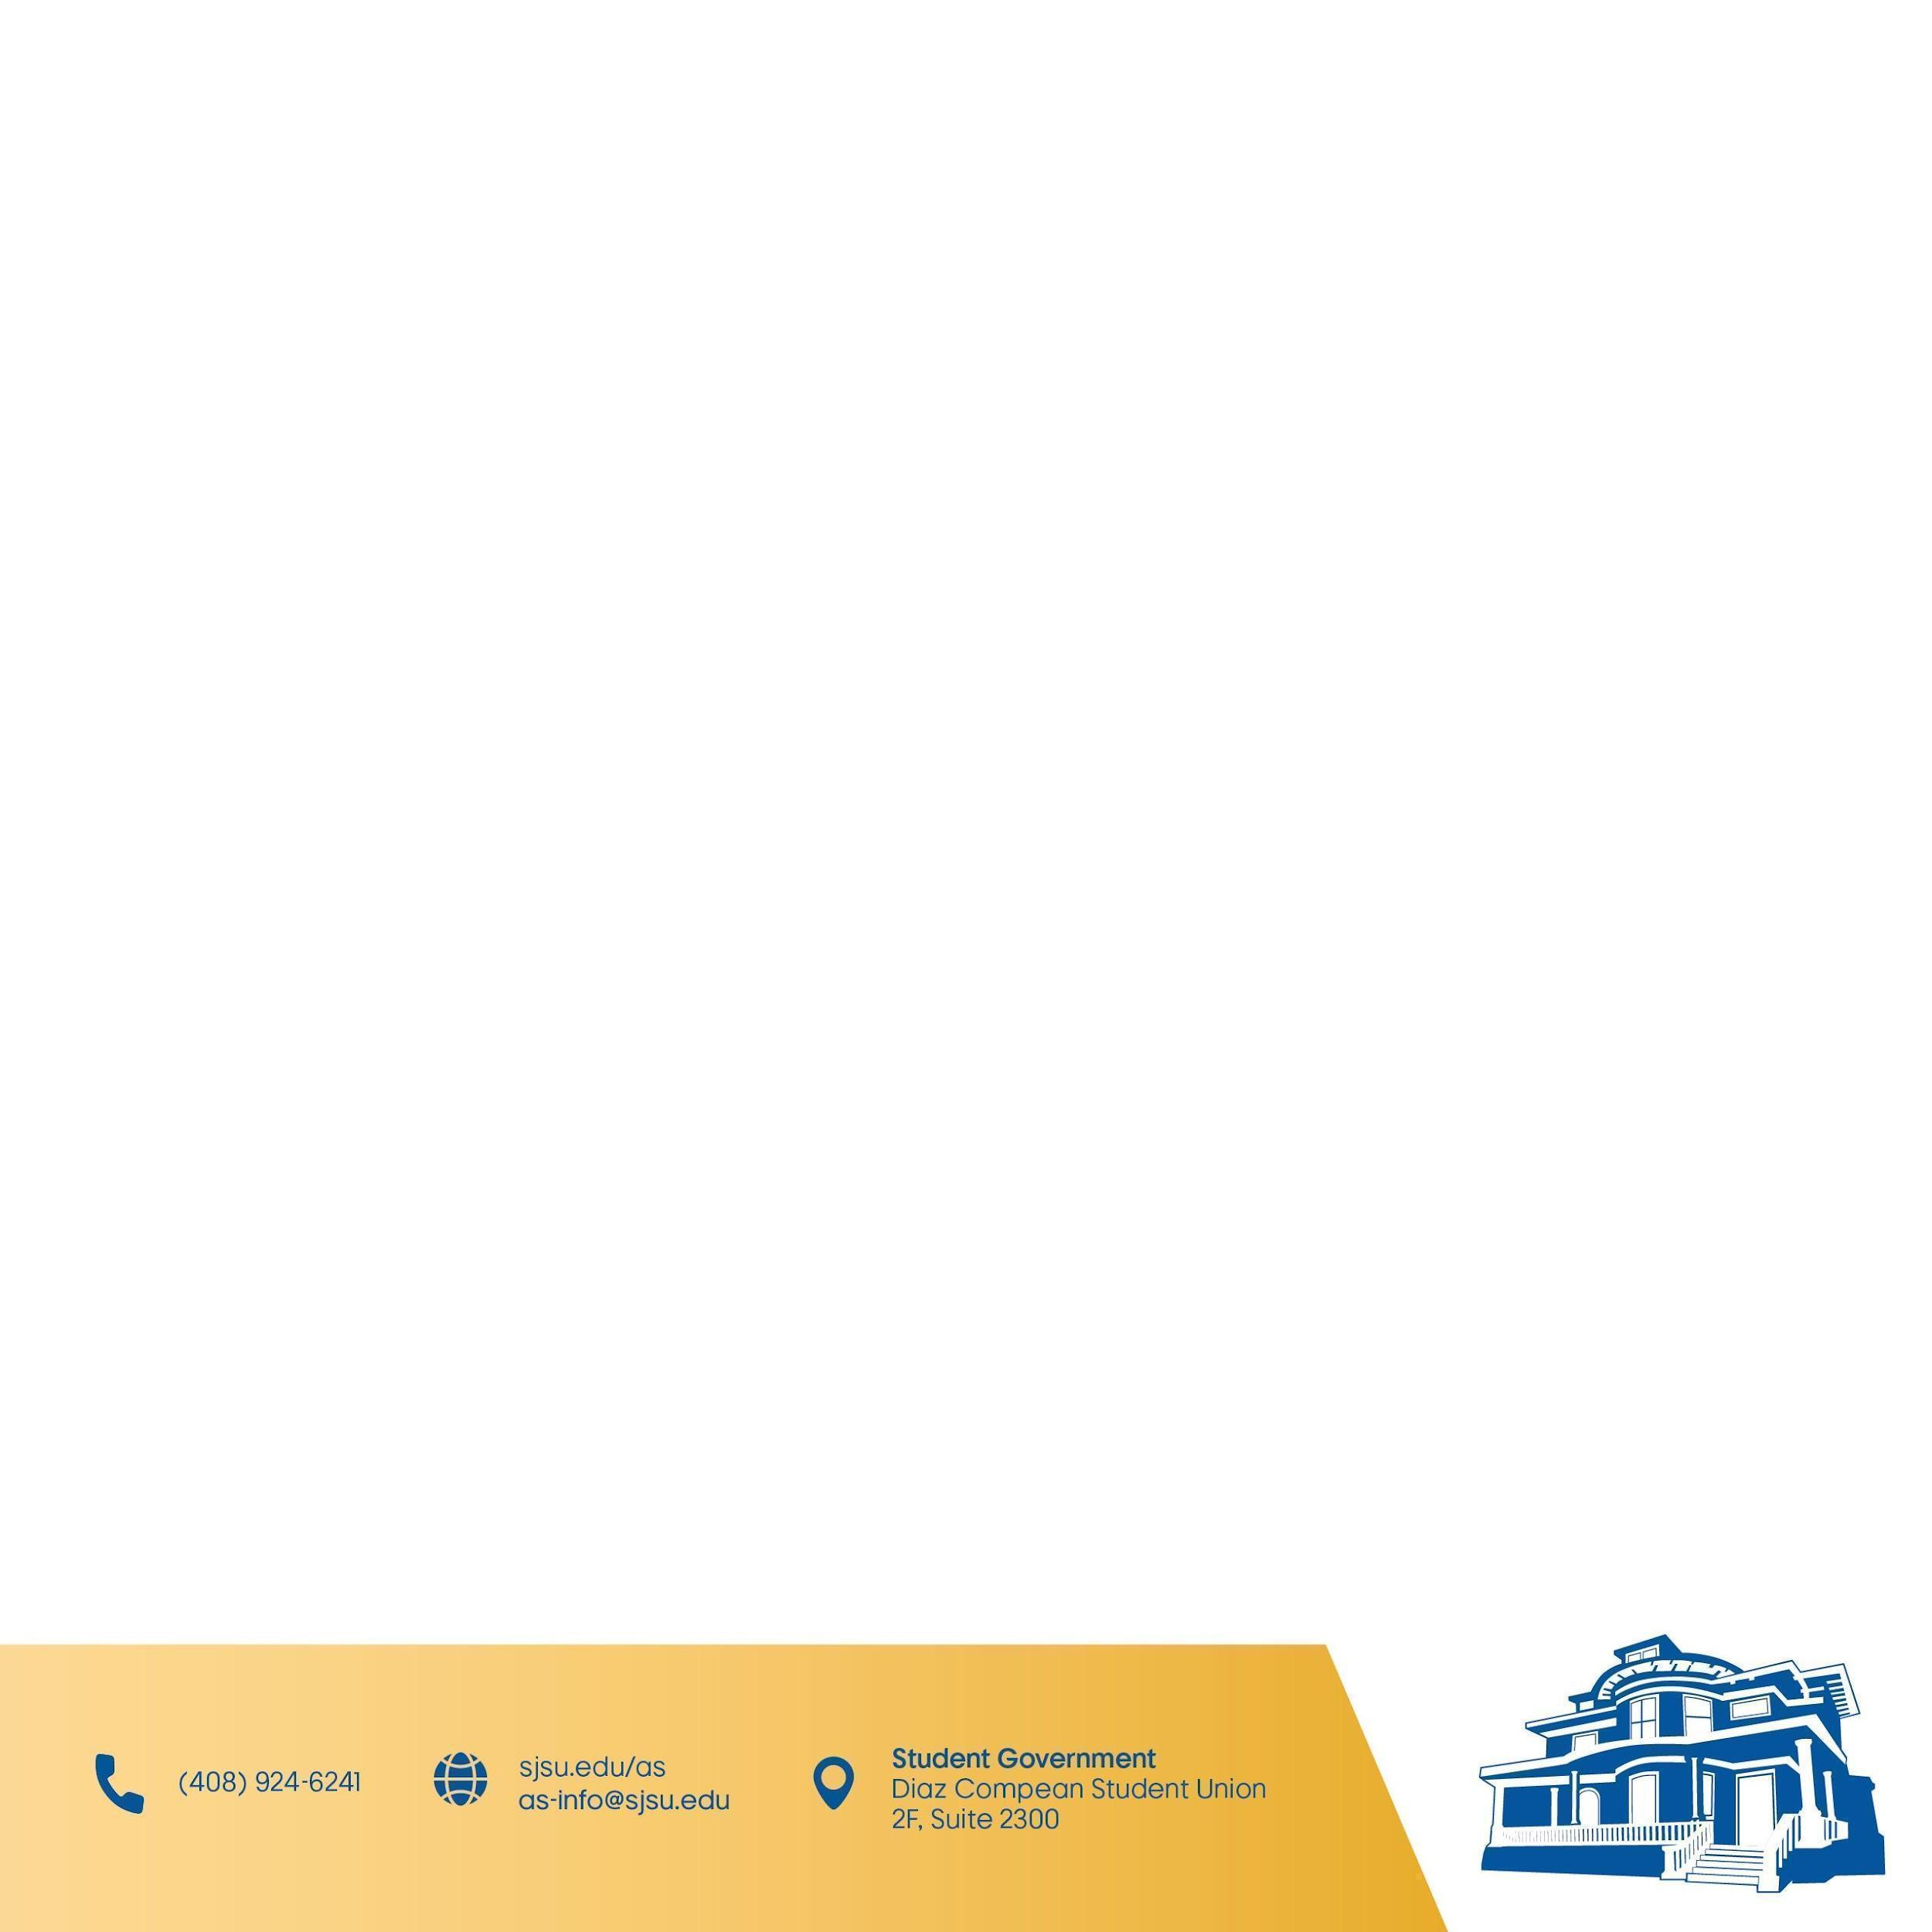 (408) 924-6241
sjsu.edu/as
as-info@sjsu.edu
Student Government
Diaz Compean Student Union
2F, Suite 2300